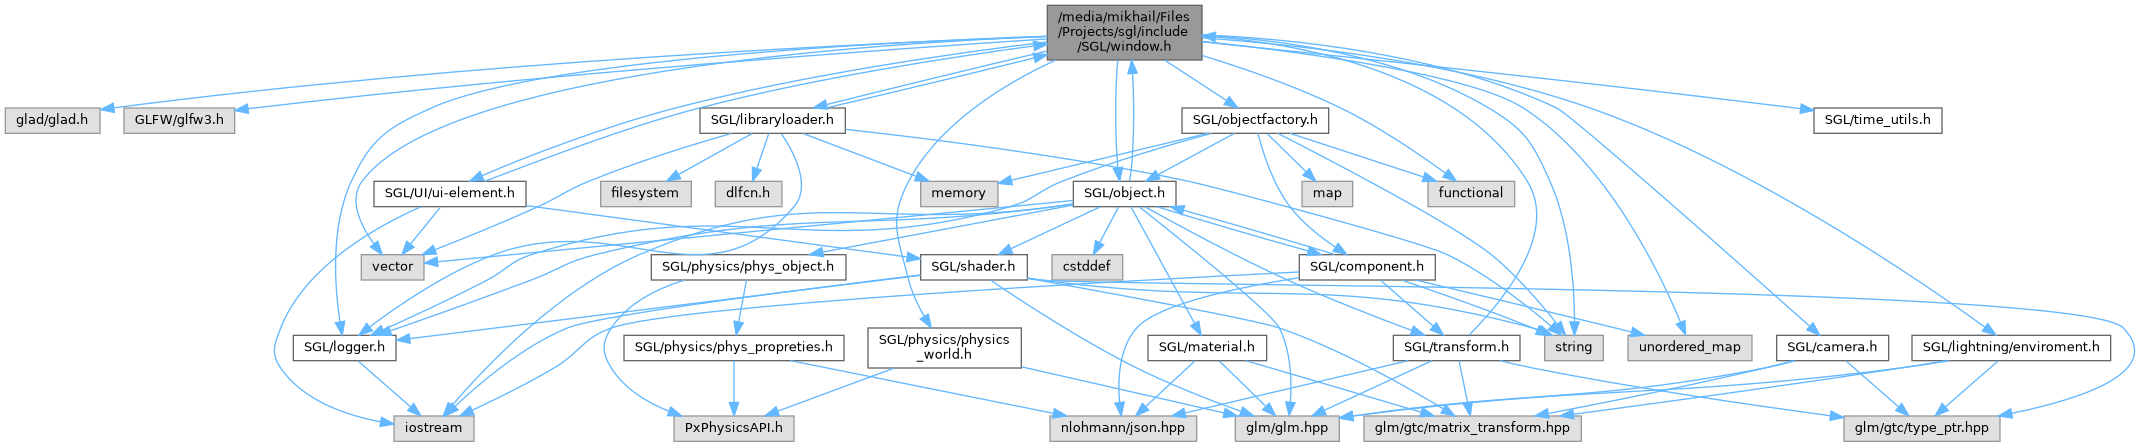 /media/mikhail/Files
/Projects/sgl/include
/SGL/window.h
glad/glad.h
GLFW/glfw3.h
SGL/libraryloader.h
SGL/objectfactory.h
SGL/time_utils.h
SGL/UI/ui-element.h
filesystem
dlfcn.h
memory
SGL/object.h
map
functional
vector
SGL/physics/phys_object.h
SGL/shader.h
cstddef
SGL/component.h
SGL/logger.h
SGL/physics/phys_propreties.h
SGL/physics/physics
_world.h
SGL/material.h
SGL/transform.h
string
unordered_map
SGL/camera.h
SGL/lightning/enviroment.h
iostream
PxPhysicsAPI.h
nlohmann/json.hpp
glm/glm.hpp
glm/gtc/matrix_transform.hpp
glm/gtc/type_ptr.hpp